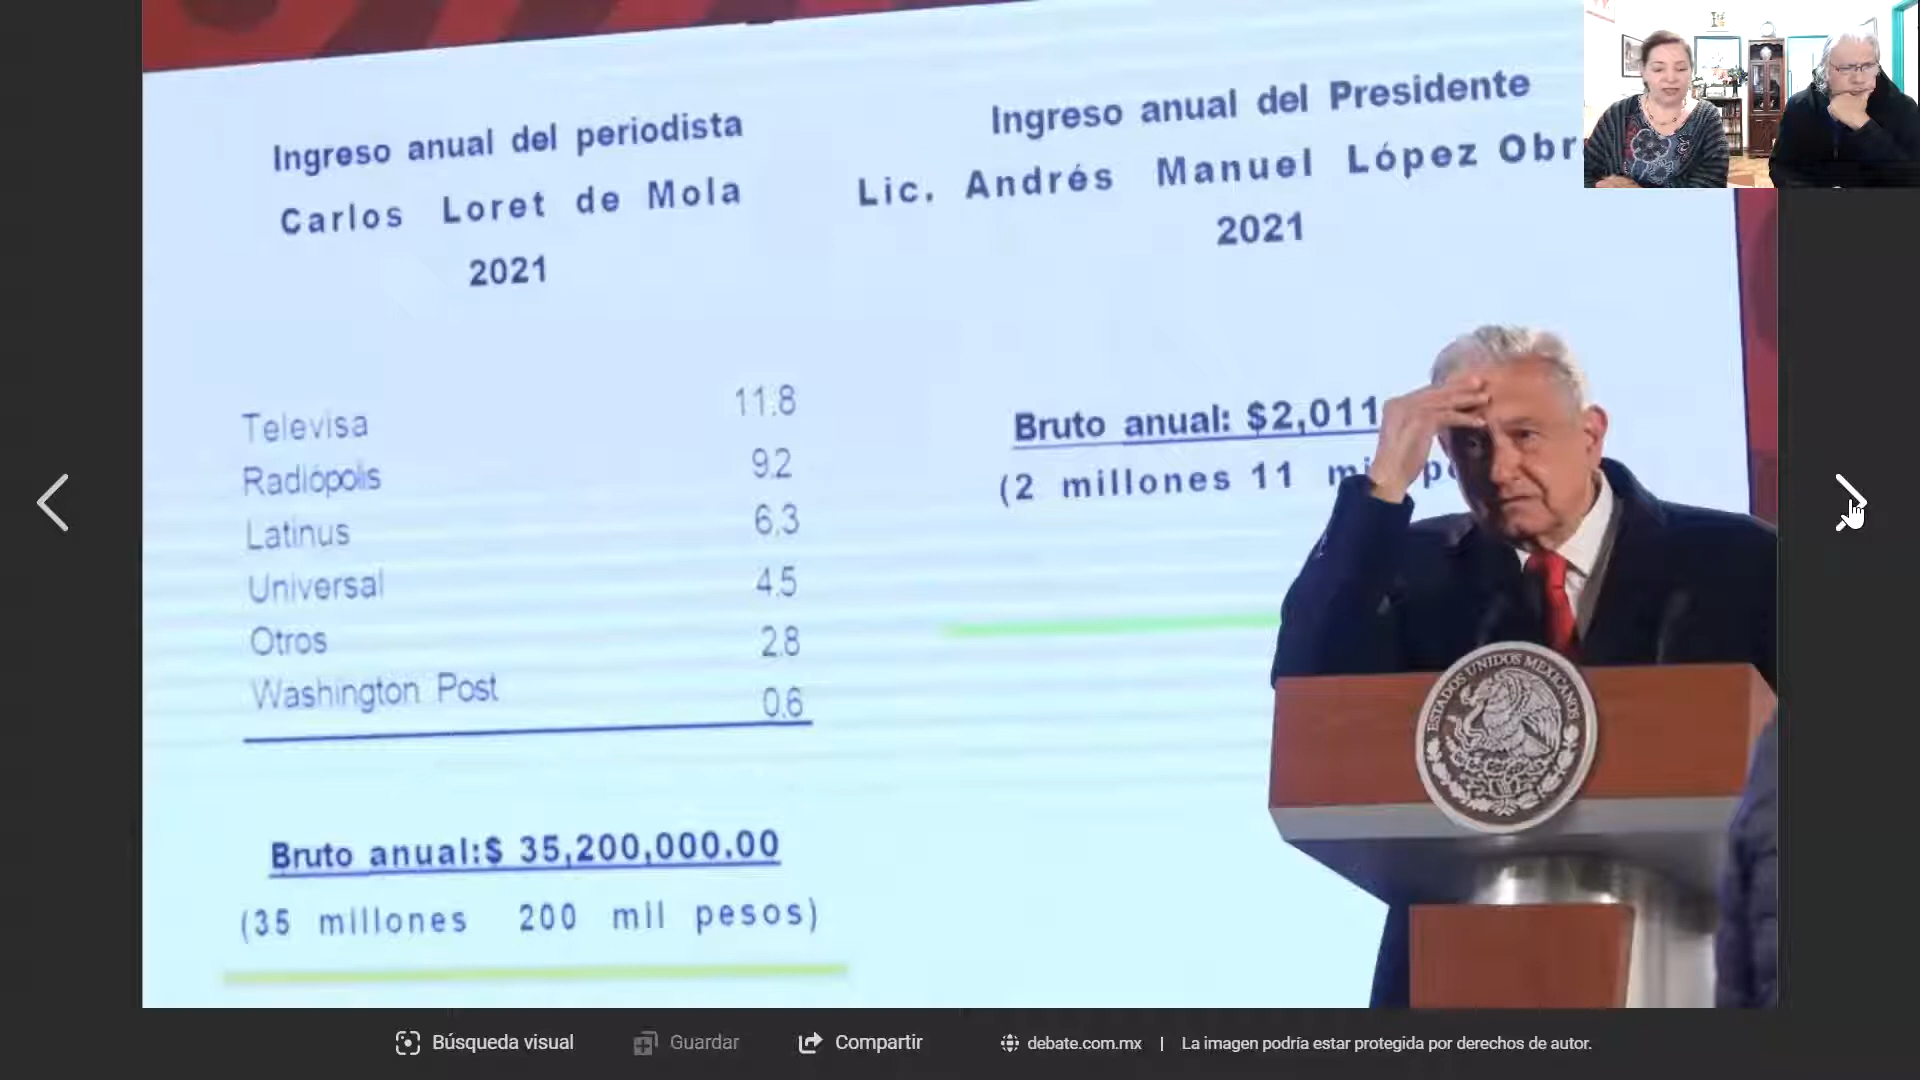 Ingreso anual del periodista
Carlos Loret de Mola
2021
Televisa 11.8
Radiópolis 9.2
Latinus 6.3
Universal 4.5
Otros 2.8
Washington Post 0.6
Bruto anual:$ 35,200,000.00
(35 millones 200 mil pesos)
Ingreso anual del Presidente
Lic. Andrés Manuel López Obr
2021
Bruto anual: $2,011
(2 millones 11 mi
ESTADOS UNIDOS MEXICANOS
Búsqueda visual
Guardar
Compartir
debate.com.mx | La imagen podría estar protegida por derechos de autor.